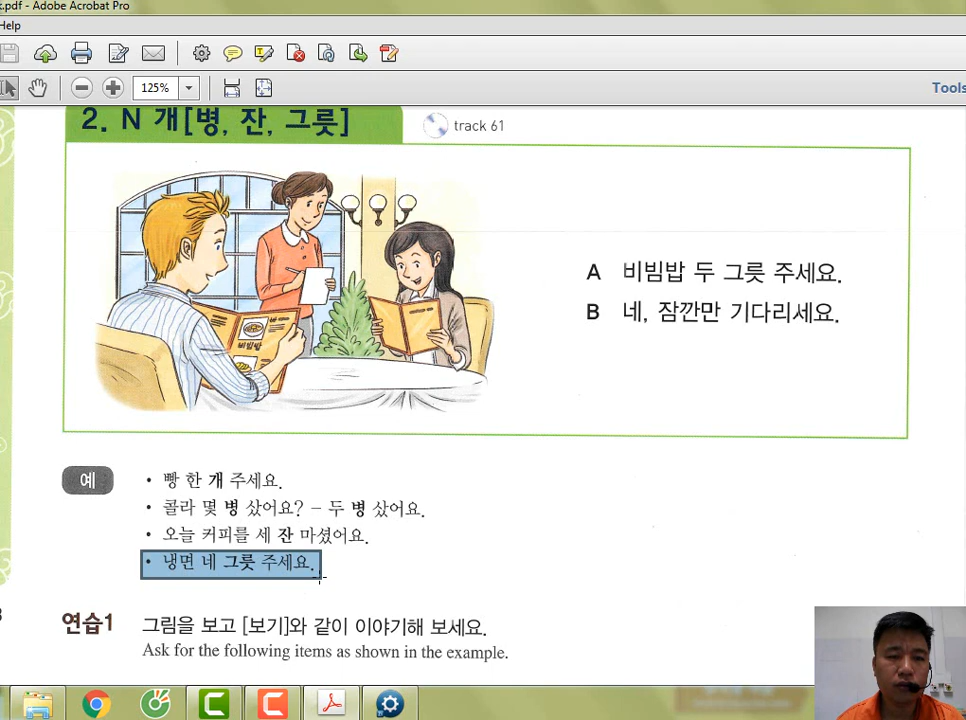 k.pdf - Adobe Acrobat Pro
Help
125%
Tools
2. N 개[병, 잔, 그릇]
track 61
비빔밥
A 비빔밥 두 그릇 주세요.
B 네, 잠깐만 기다리세요.
예
• 빵 한 개 주세요.
• 콜라 몇 병 샀어요? – 두 병 샀어요.
• 오늘 커피를 세 잔 마셨어요.
• 냉면 네 그릇 주세요.
연습1 그림을 보고 [보기]와 같이 이야기해 보세요.
Ask for the following items as shown in the example.